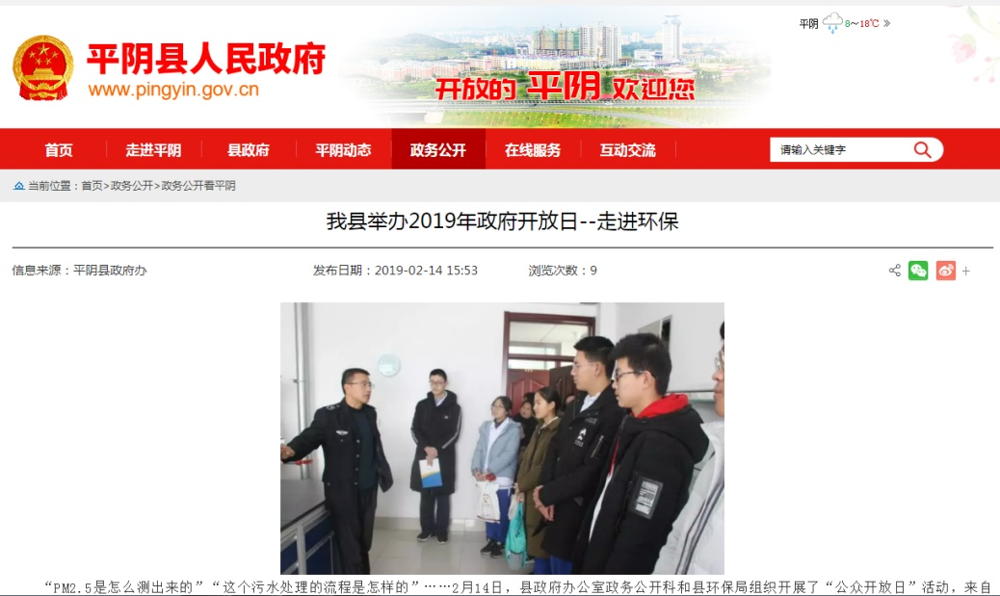 平阴县人民政府
www.pingyin.gov.cn
开放的 平阴 欢迎您
平阴 8~18℃
首页 走进平阴 县政府 平阴动态 政务公开 在线服务 互动交流 请输入关键字
当前位置：首页>政务公开>政务公开看平阴
我县举办2019年政府开放日--走进环保
信息来源：平阴县政府办 发布日期：2019-02-14 15:53 浏览次数：9
“PM2.5是怎么测出来的”“这个污水处理的流程是怎样的”……2月14日，县政府办公室政务公开科和县环保局组织开展了“公众开放日”活动，来自